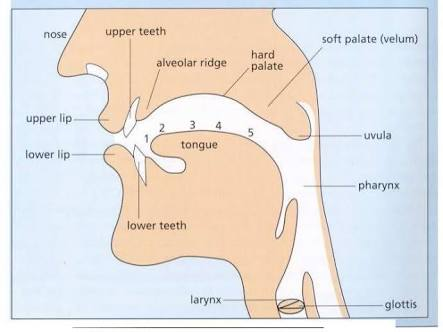 nose
upper teeth
soft palate (velum)
alveolar ridge
hard
palate
upper lip
1 2 3 4 5
uvula
tongue
lower lip
pharynx
lower teeth
larynx
glottis